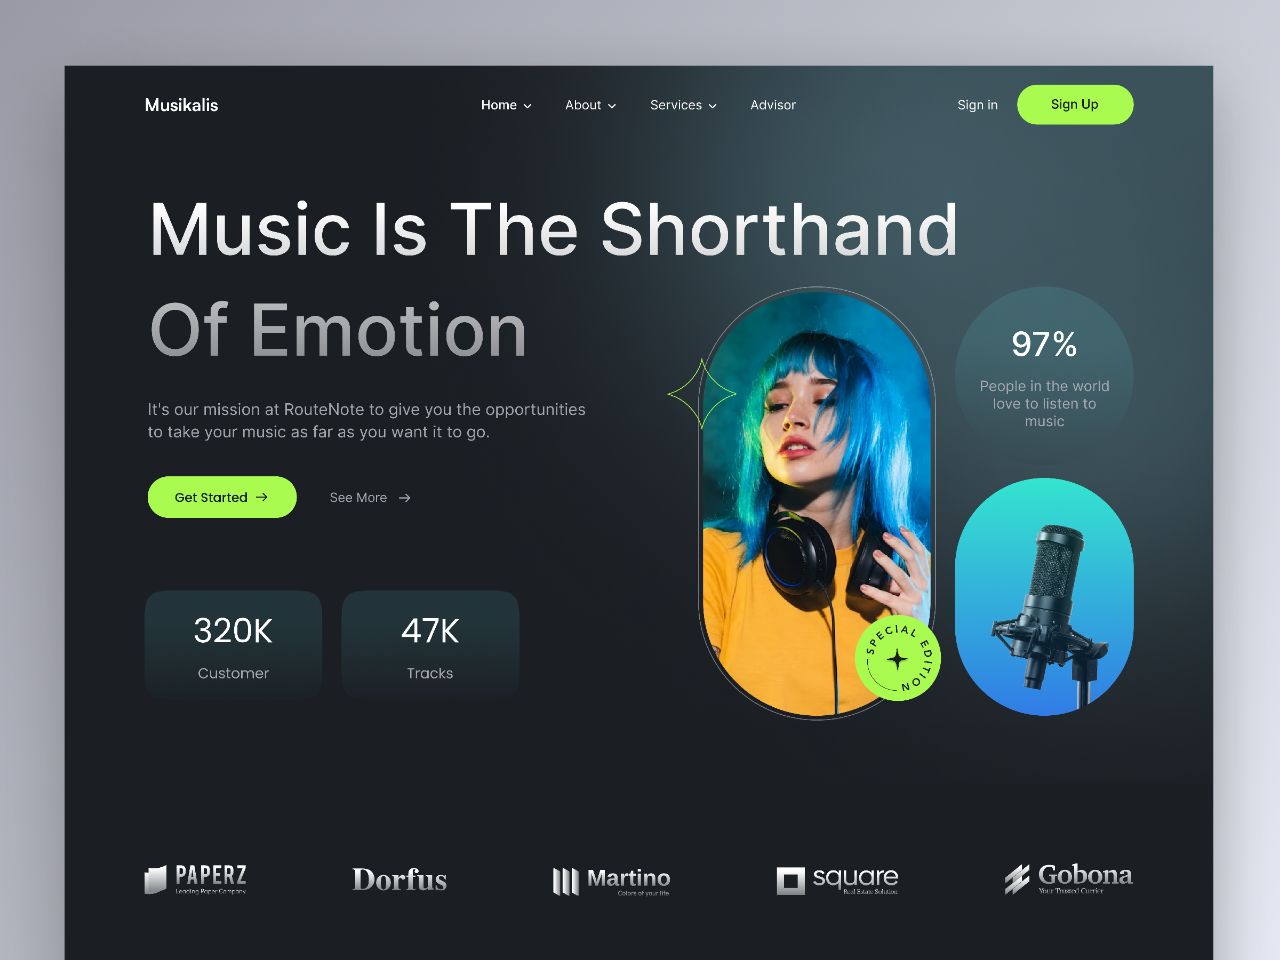 Musikalis
Home
About
Services
Advisor
Sign in
Sign Up
Music Is The Shorthand
Of Emotion
It's our mission at RouteNote to give you the opportunities
to take your music as far as you want it to go.
Get Started
See More
97%
People in the world
love to listen to
music
320K
Customer
47K
Tracks
SPECIAL EDITION
PAPERZ
Leading Paper Company
Dorfus
Martino
Colors of your life
square
Real Estate Solution
Gobona
Your Trusted Currier